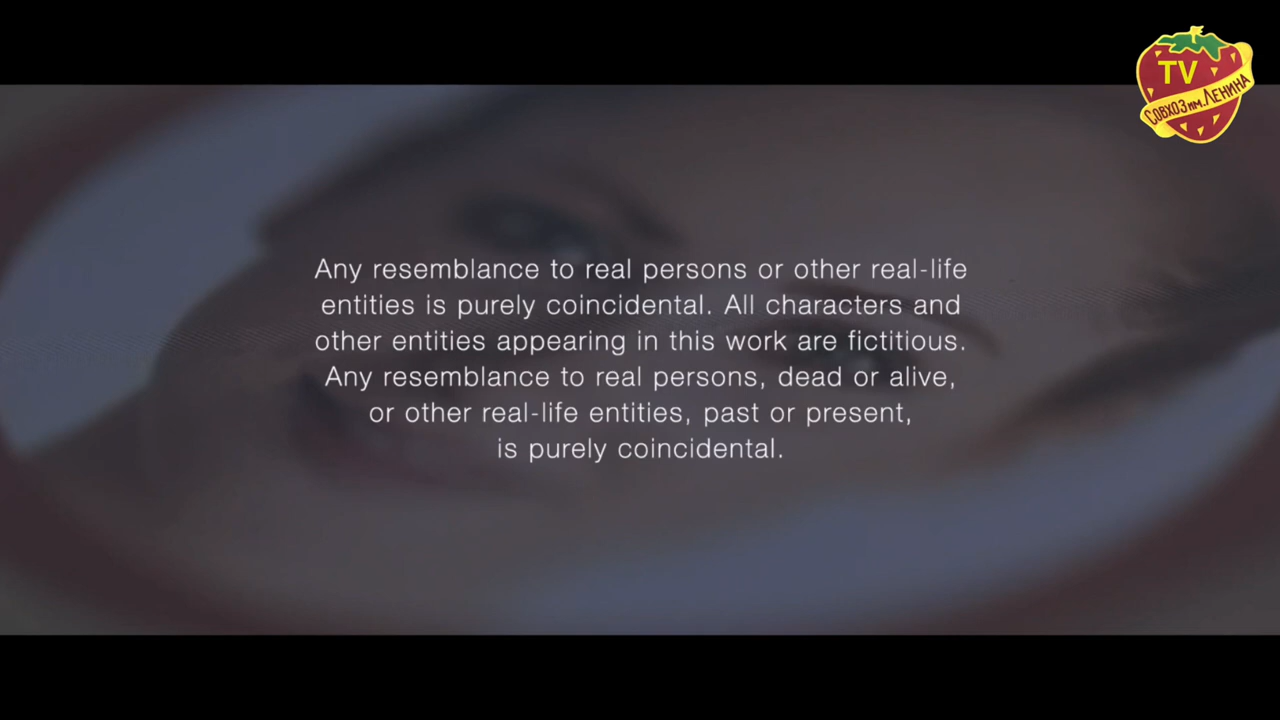 TV
СОВХОЗ им. ЛЕНИНА
Any resemblance to real persons or other real-life
entities is purely coincidental. All characters and
other entities appearing in this work are fictitious.
Any resemblance to real persons, dead or alive,
or other real-life entities, past or present,
is purely coincidental.